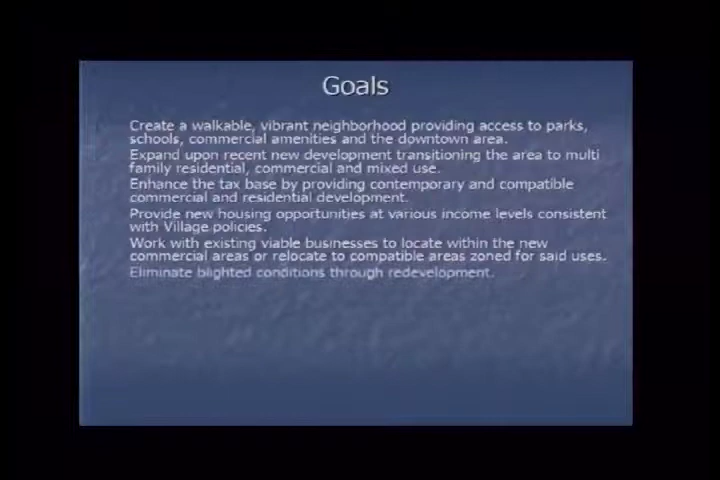 Goals
Create a walkable, vibrant neighborhood providing access to parks,
schools, commercial amenities and the downtown area.
Expand upon recent new development transitioning the area to multi
family residential, commercial and mixed use.
Enhance the tax base by providing contemporary and compatible
commercial and residential development.
Provide new housing opportunities at various income levels consistent
with Village policies.
Work with existing viable businesses to locate within the new
commercial areas or relocate to compatible areas zoned for said uses.
Eliminate blighted conditions through redevelopment.